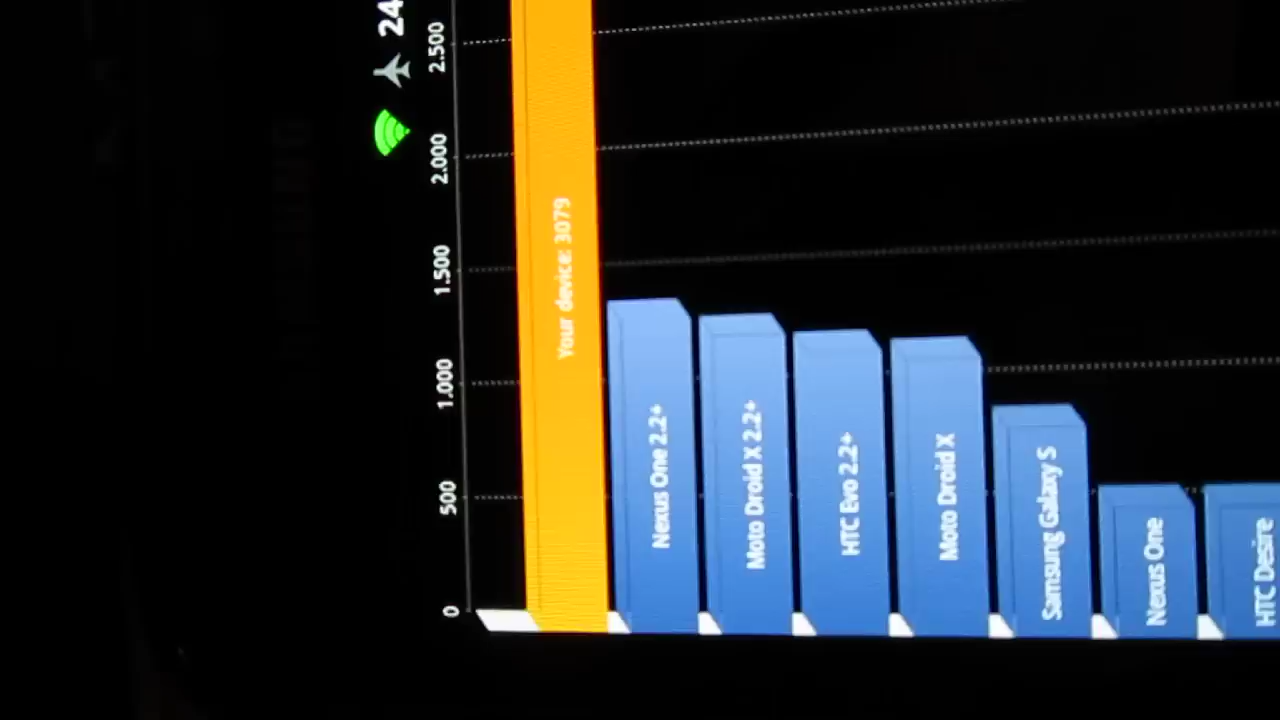 24
0
500
1.000
1.500
2.000
2.500
Your device: 3079
Nexus One 2.2+
Moto Droid X 2.2+
HTC Evo 2.2+
Moto Droid X
Samsung Galaxy S
Nexus One
HTC Desire